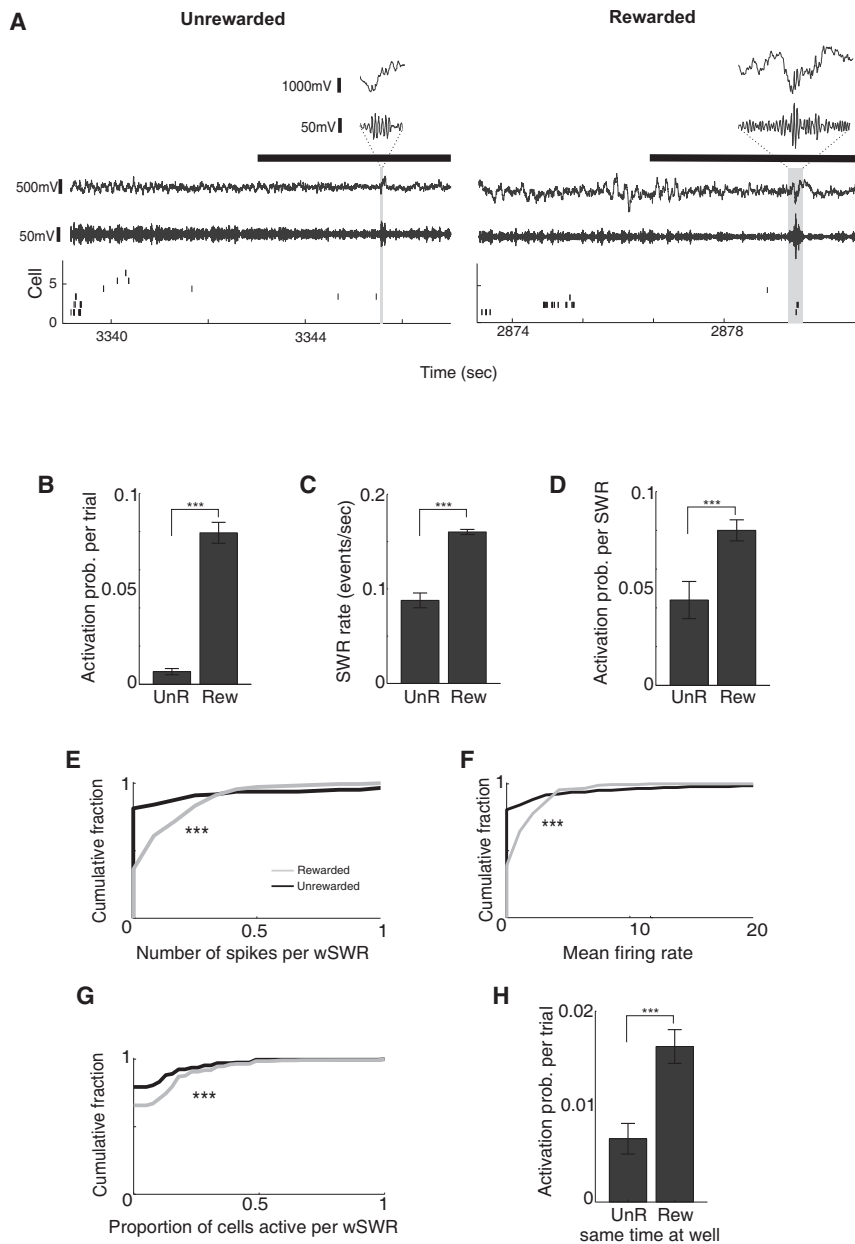 A
Unrewarded
Rewarded
1000mV
50mV
500mV
50mV
Cell
5
0
3340
3344
2874
2878
Time (sec)
B
Activation prob. per trial
0.1
0.05
0
***
UnR
Rew
C
SWR rate (events/sec)
0.2
0.1
0
***
UnR
Rew
D
Activation prob. per SWR
0.1
0.05
0
***
UnR
Rew
E
Cumulative fraction
1
***
Rewarded
Unrewarded
0
0.5
1
Number of spikes per wSWR
F
Cumulative fraction
1
***
0
10
20
Mean firing rate
G
Cumulative fraction
1
***
0
0.5
1
Proportion of cells active per wSWR
H
Activation prob. per trial
0.02
0.01
0
***
UnR
Rew
same time at well